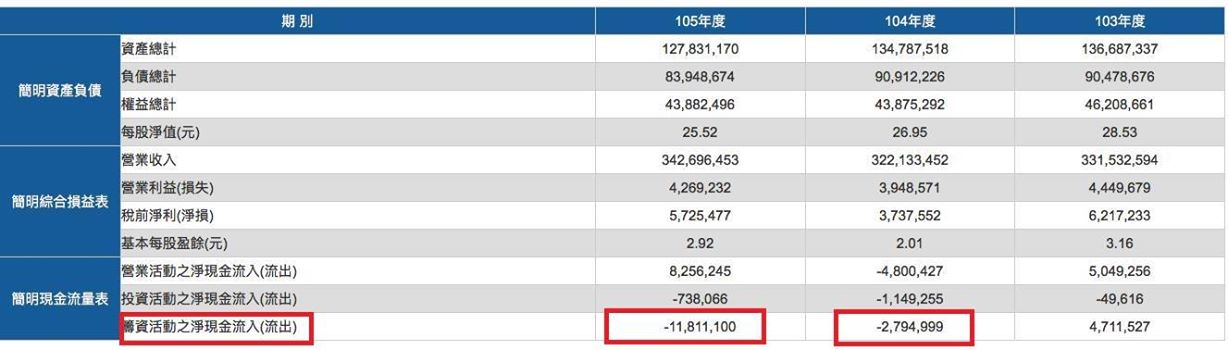 期 別 105年度 104年度 103年度
簡明資產負債
資產總計 127,831,170 134,787,518 136,687,337
負債總計 83,948,674 90,912,226 90,478,676
權益總計 43,882,496 43,875,292 46,208,661
每股淨值(元) 25.52 26.95 28.53
簡明綜合損益表
營業收入 342,696,453 322,133,452 331,532,594
營業利益(損失) 4,269,232 3,948,571 4,449,679
稅前淨利(淨損) 5,725,477 3,737,552 6,217,233
基本每股盈餘(元) 2.92 2.01 3.16
簡明現金流量表
營業活動之淨現金流入(流出) 8,256,245 -4,800,427 5,049,256
投資活動之淨現金流入(流出) -738,066 -1,149,255 -49,616
籌資活動之淨現金流入(流出) -11,811,100 -2,794,999 4,711,527